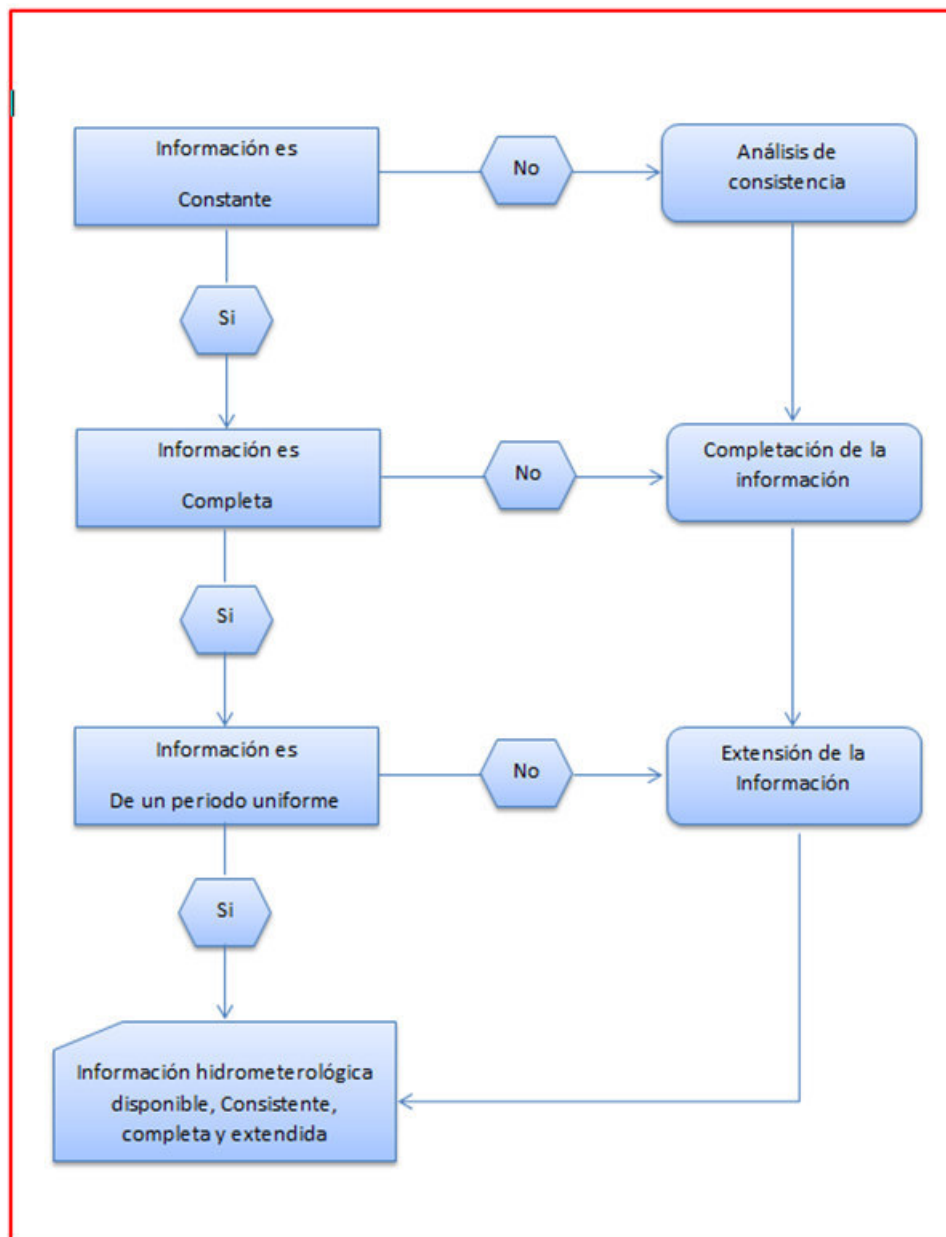 Información es
Constante
No
Análisis de
consistencia
Si
Información es
Completa
No
Completación de la
información
Si
Información es
De un periodo uniforme
No
Extensión de la
Información
Si
Información hidrometerológica
disponible, Consistente,
completa y extendida